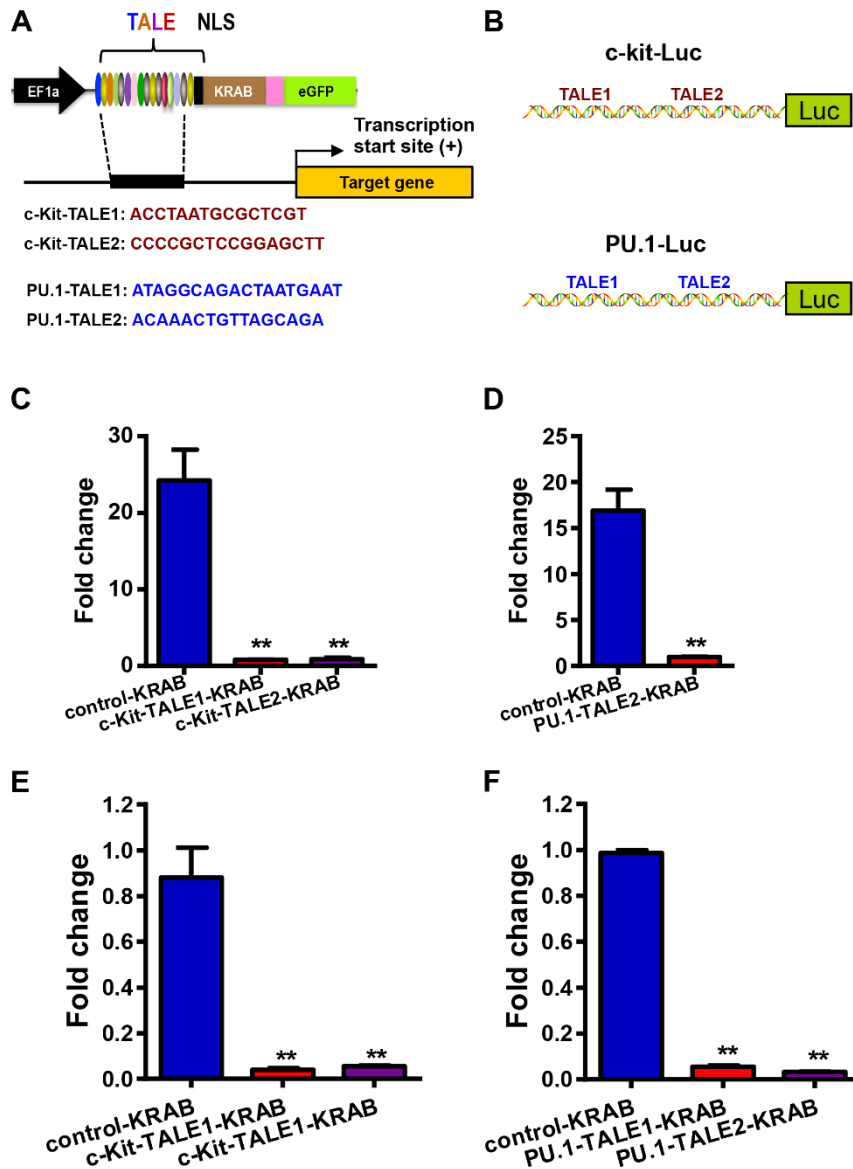 A
TALE NLS
EF1a
KRAB
eGFP
Transcription
start site (+)
Target gene
c-Kit-TALE1: ACCTAATGCGCTCGT
c-Kit-TALE2: CCCCGCTCCGGAGCTT
PU.1-TALE1: ATAGGCAGACTAATGAAT
PU.1-TALE2: ACAAACTGTTAGCAGA
B
c-kit-Luc
TALE1 TALE2
Luc
PU.1-Luc
TALE1 TALE2
Luc
C
Fold change
30
20
10
0
**
**
control-KRAB
c-Kit-TALE1-KRAB
c-Kit-TALE2-KRAB
D
Fold change
25
20
15
10
5
0
**
control-KRAB
PU.1-TALE2-KRAB
E
Fold change
1.2
1.0
0.8
0.6
0.4
0.2
0.0
**
**
control-KRAB
c-Kit-TALE1-KRAB
c-Kit-TALE1-KRAB
F
Fold change
1.2
1.0
0.8
0.6
0.4
0.2
0.0
**
**
control-KRAB
PU.1-TALE1-KRAB
PU.1-TALE2-KRAB